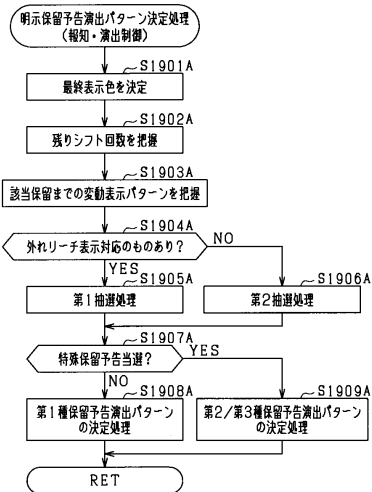 明示保留予告演出パターン決定処理
(報知・演出制御)
S1901A
最終表示色を決定
S1902A
残りシフト回数を把握
S1903A
該当保留までの変動表示パターンを把握
S1904A
外れリーチ表示対応のものあり?
NO
YES
S1905A
S1906A
第1抽選処理
第2抽選処理
S1907A
特殊保留予告当選?
YES
NO
S1908A
S1909A
第1種保留予告演出パターン
の決定処理
第2/第3種保留予告演出パターン
の決定処理
RET